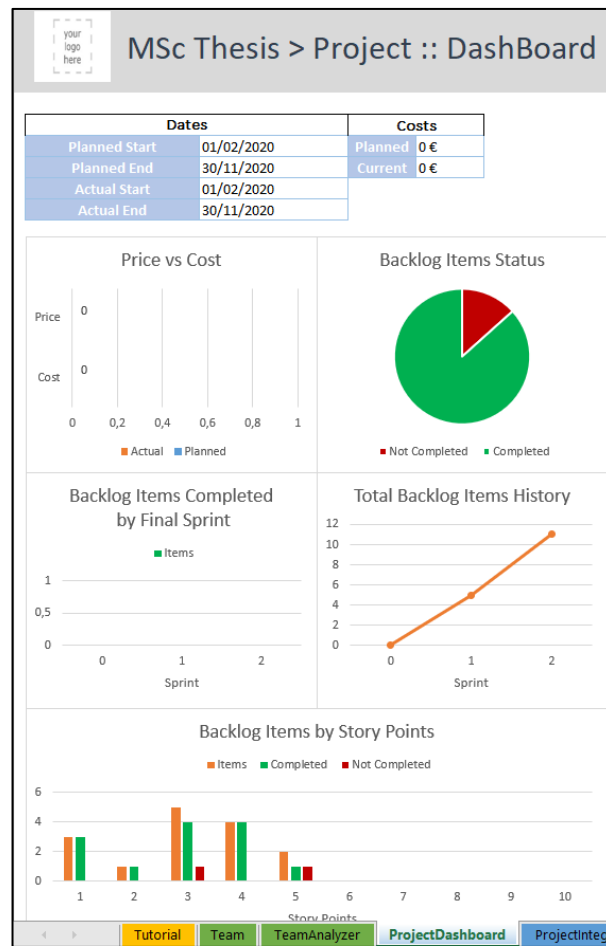 your
logo
here
MSc Thesis > Project :: DashBoard
Dates Costs
Planned Start 01/02/2020 Planned 0 €
Planned End 30/11/2020 Current 0 €
Actual Start 01/02/2020
Actual End 30/11/2020
Price vs Cost
Price 0
Cost 0
0 0,2 0,4 0,6 0,8 1
Actual Planned
Backlog Items Status
Not Completed Completed
Backlog Items Completed
by Final Sprint
Items
1
0,5
0
0 1 2
Sprint
Total Backlog Items History
12
10
8
6
4
2
0
0 1 2
Sprint
Backlog Items by Story Points
Items Completed Not Completed
6
4
2
0
1 2 3 4 5 6 7 8 9 10
Story Points
Tutorial Team TeamAnalyzer ProjectDashboard ProjectInteg